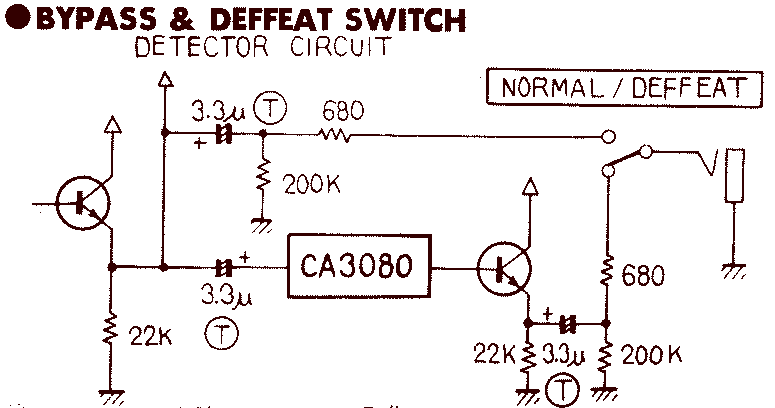 ●BYPASS & DEFFEAT SWITCH
DETECTOR CIRCUIT
NORMAL / DEFFEAT
3.3μ T 680
+
200K
+
CA3080
3.3μ
T
680
22K
+
22K 3.3μ 200K
T